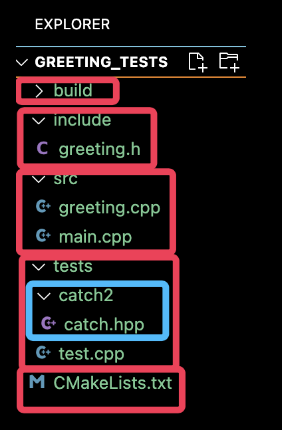 EXPLORER
GREETING_TESTS
build
include
C greeting.h
src
C++ greeting.cpp
C++ main.cpp
tests
catch2
C++ catch.hpp
C++ test.cpp
M CMakeLists.txt